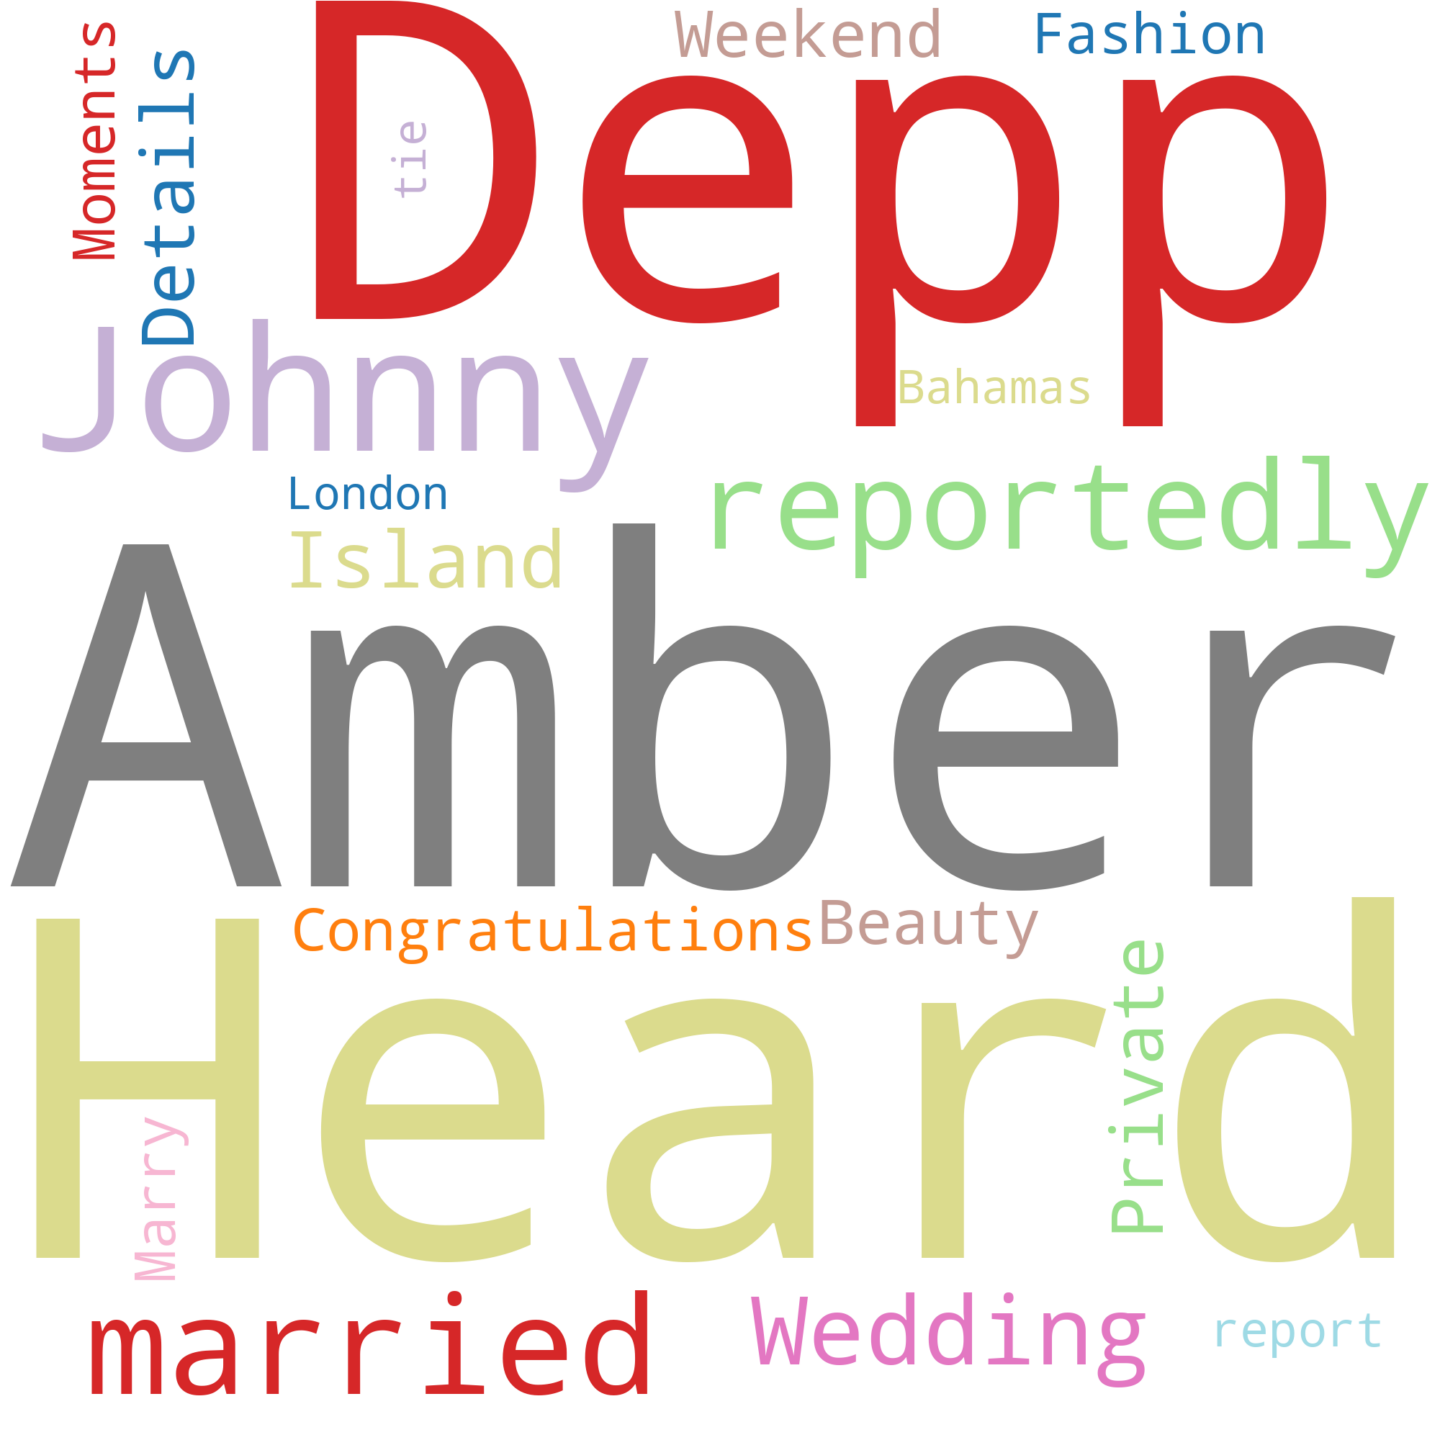 Moments
Details
Depp
tie
Weekend
Fashion
Johnny
Bahamas
London
reportedly
Island
Amber
Congratulations
Beauty
Heard
Private
Marry
married
Wedding
report